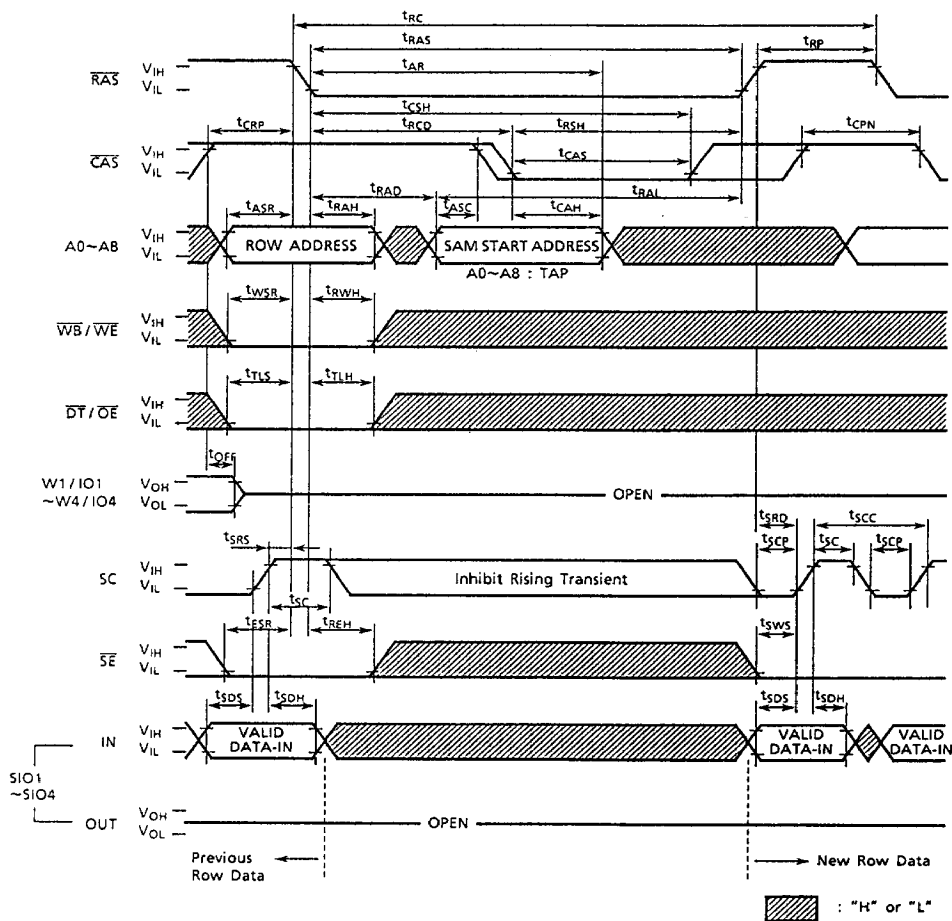 tRC
tRAS
tRP
tAR
RAS
VIH
VIL
tCSH
tCRP
tRCD
tRSH
tCPN
CAS
VIH
VIL
tCAS
tRAD
tRAL
tASR
tRAH
tASC
tCAH
A0~A8
VIH
VIL
ROW ADDRESS
SAM START ADDRESS
A0~A8 : TAP
tWSR
tRWH
WB/WE
VIH
VIL
tTLS
tTLH
DT/OE
VIH
VIL
tOFF
W1/IO1
~W4/IO4
VOH
VOL
OPEN
tSRD
tSCC
tSRS
tSCP
tSC
tSCP
SC
VIH
VIL
Inhibit Rising Transient
tSC
tESR
tREH
tSWS
SE
VIH
VIL
tSDS
tSDH
tSDS
tSDH
IN
VIH
VIL
VALID
DATA-IN
VALID
DATA-IN
VALID
DATA-IN
SIO1
~SIO4
OUT
VOH
VOL
OPEN
Previous
Row Data
New Row Data
: "H" or "L"